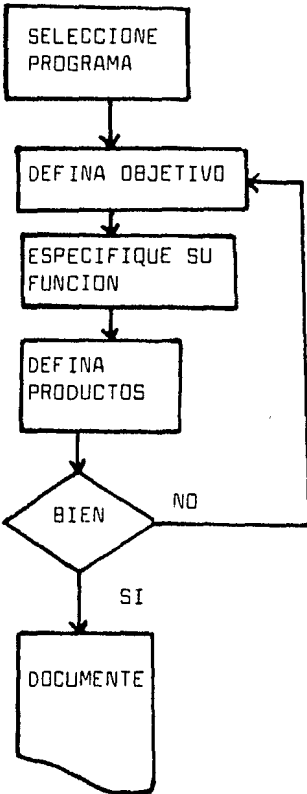 SELECCIONE
PROGRAMA
DEFINA OBJETIVO
ESPECIFIQUE SU
FUNCION
DEFINA
PRODUCTOS
BIEN
NO
SI
DOCUMENTE